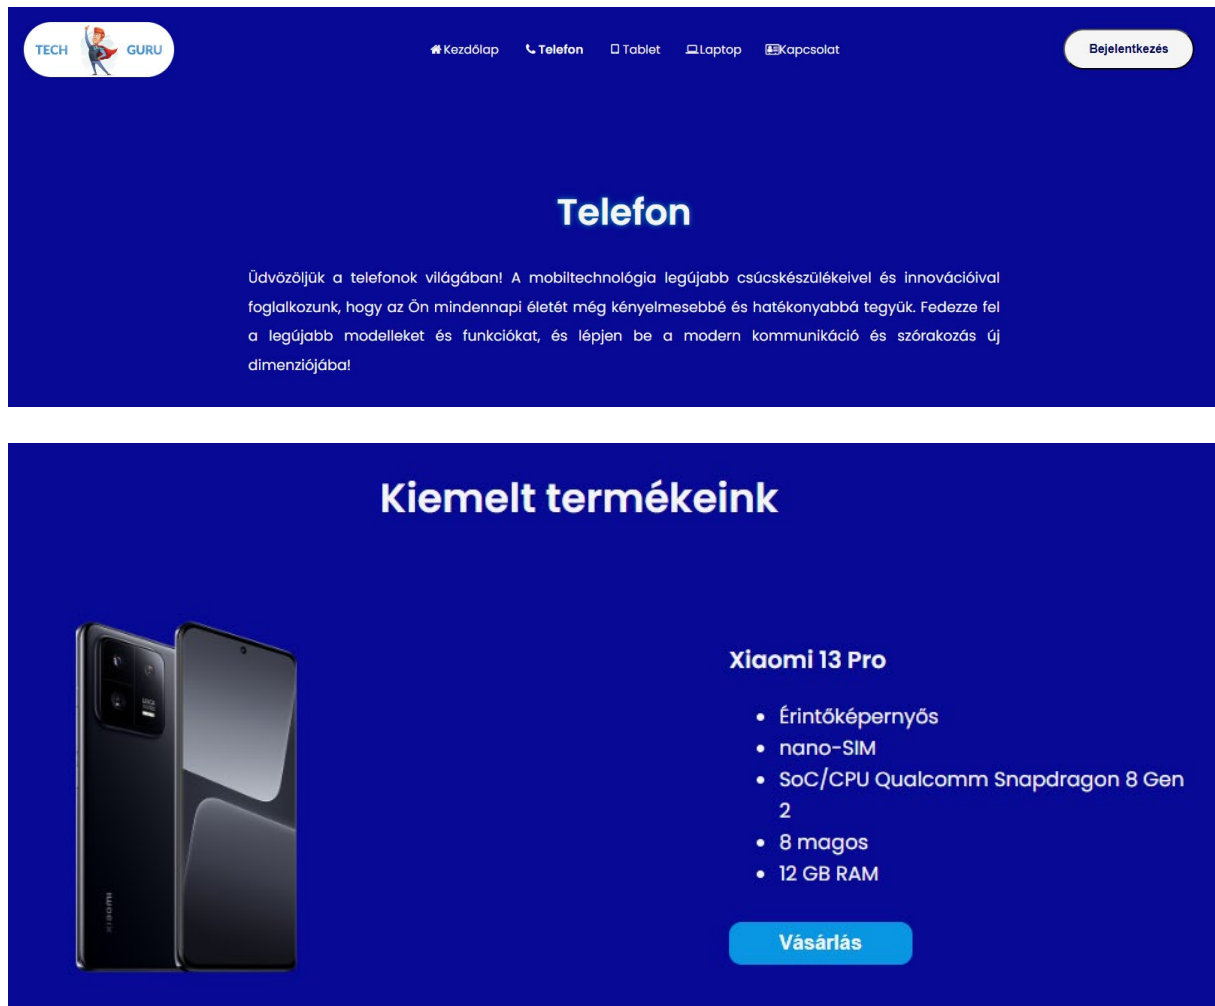 TECH GURU
Kezdőlap Telefon Tablet Laptop Kapcsolat
Bejelentkezés
Telefon
Üdvözöljük a telefonok világában! A mobiltechnológia legújabb csúcskészülékeivel és innovációival
foglalkozunk, hogy az Ön mindennapi életét még kényelmesebbé és hatékonyabbá tegyük. Fedezze fel
a legújabb modelleket és funkciókat, és lépjen be a modern kommunikáció és szórakozás új
dimenziójába!
Kiemelt termékeink
xiaomi
Xiaomi 13 Pro
Érintőképernyős
nano-SIM
SoC/CPU Qualcomm Snapdragon 8 Gen
2
8 magos
12 GB RAM
Vásárlás